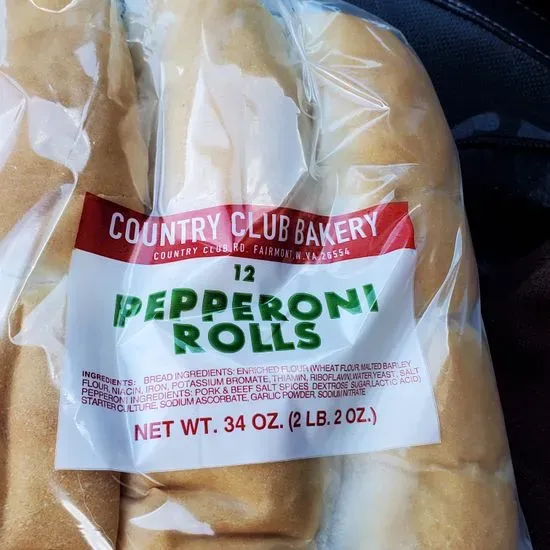 COUNTRY CLUB BAKERY
COUNTRY CLUB RD. FAIRMONT, W. VA. 26554
12
PEPPERONI
ROLLS
INGREDIENTS: BREAD INGREDIENTS: ENRICHED FLOUR (WHEAT FLOUR, MALTED BARLEY
FLOUR, NIACIN, IRON, POTASSIUM BROMATE, THIAMIN, RIBOFLAVIN) WATER, YEAST, SALT
PEPPERONI INGREDIENTS: PORK & BEEF SALT SPICES, DEXTROSE SUGAR, LACTIC ACID)
STARTER CULTURE, SODIUM ASCORBATE, GARLIC POWDER, SODIUM NITRATE
NET WT. 34 OZ. (2 LB. 2 OZ.)